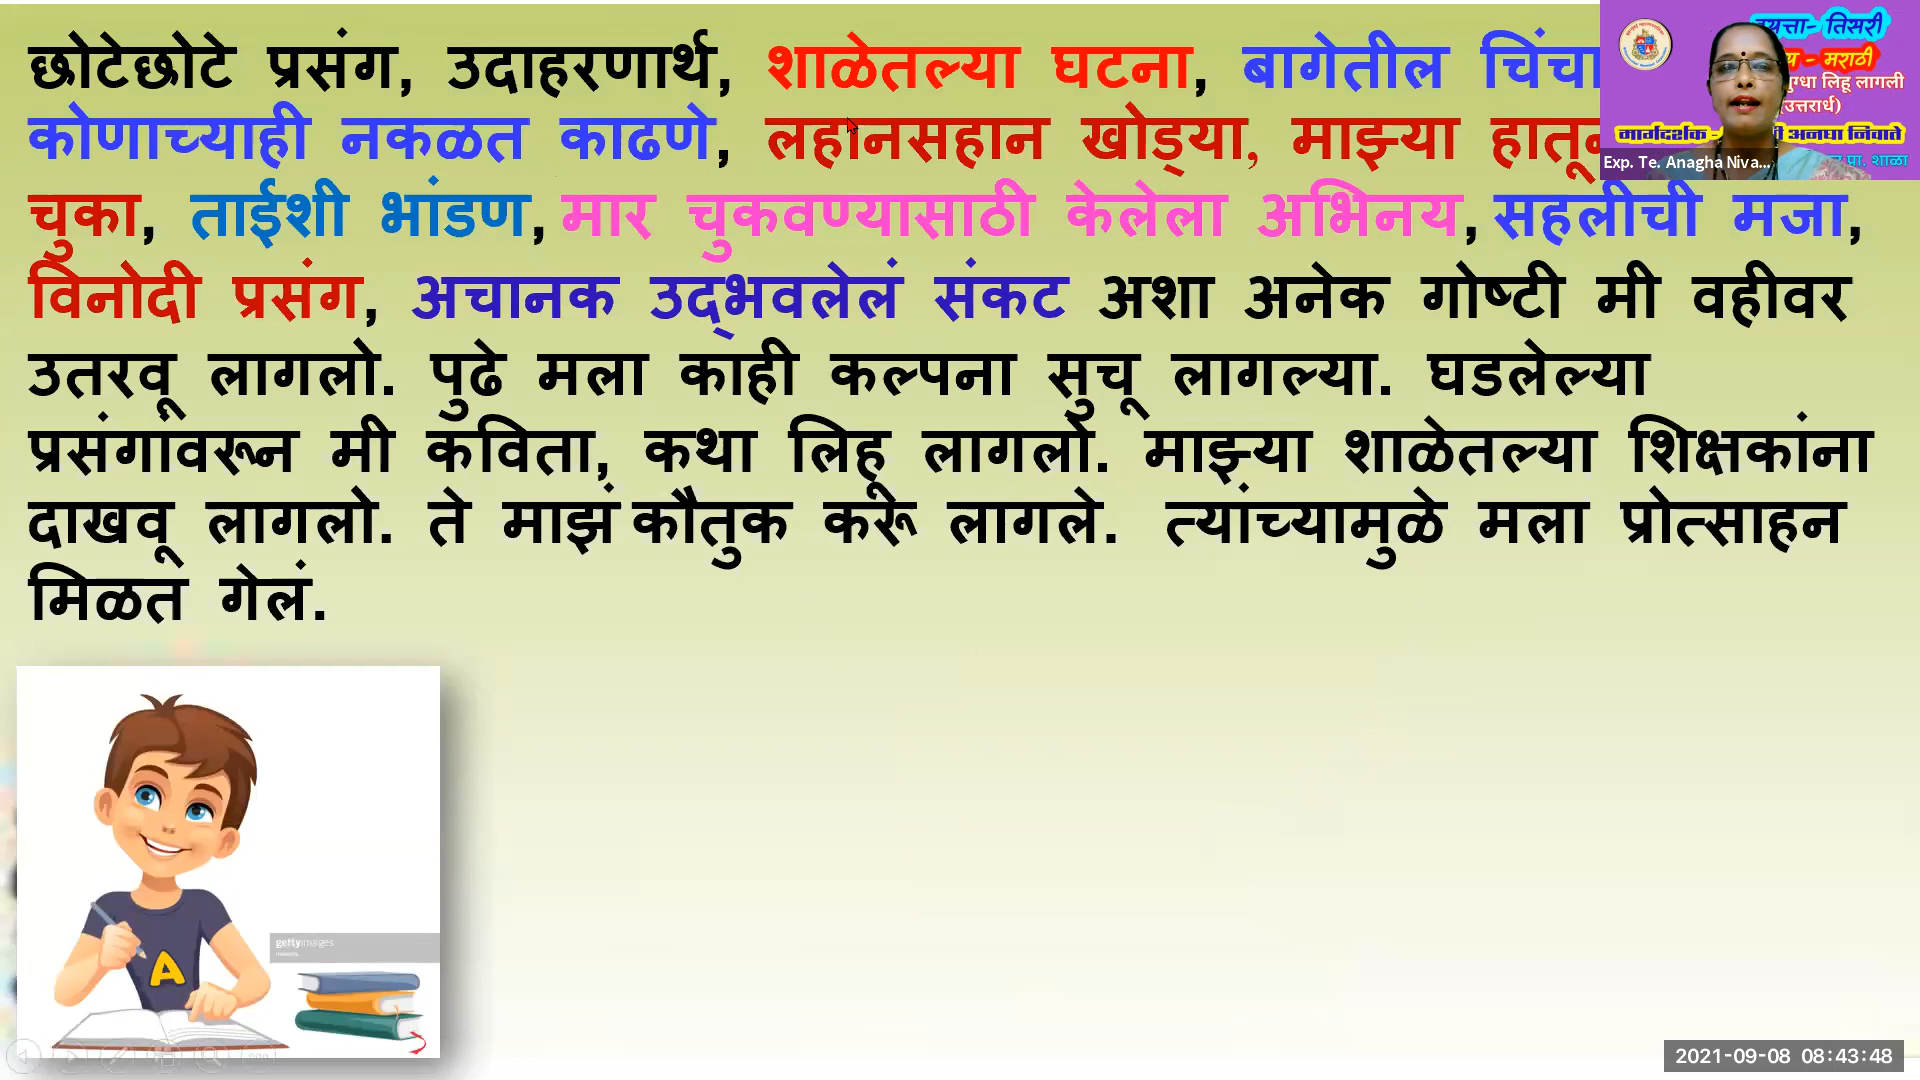 छोटेछोटे प्रसंग, उदाहरणार्थ, शाळेतल्या घटना, बागेतील
कोणाच्याही नकळत काढणे, लहानसहान खोड्या, माझ्या
चुका, ताईशी भांडण, मार चुकवण्यासाठी केलेला अभिनय, सहलीची मजा,
विनोदी प्रसंग, अचानक उद्‌भवलेलं संकट अशा अनेक गोष्टी मी वहीवर
उतरवू लागलो. पुढे मला काही कल्पना सुचू लागल्या. घडलेल्या
प्रसंगांवरून मी कविता, कथा लिहू लागलो. माझ्या शाळेतल्या शिक्षकांना
दाखवू लागलो. ते माझं कौतुक करू लागले. त्यांच्यामुळे मला प्रोत्साहन
मिळत गेलं.
तिसरी
मराठी
लिहू लागली
(उत्तरार्ध)
मार्गदर्शक - अनघा निवाते
प्रा. शाळा
Exp. Te. Anagha Niva...
gettyimages
2021-09-08 08:43:48